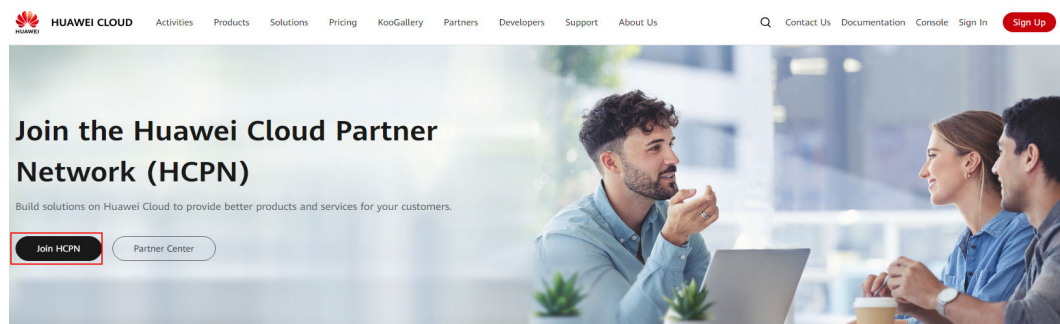 HUAWEI HUAWEI CLOUD Activities Products Solutions Pricing KooGallery Partners Developers Support About Us Contact Us Documentation Console Sign In Sign Up
Join the Huawei Cloud Partner
Network (HCPN)
Build solutions on Huawei Cloud to provide better products and services for your customers.
Join HCPN Partner Center